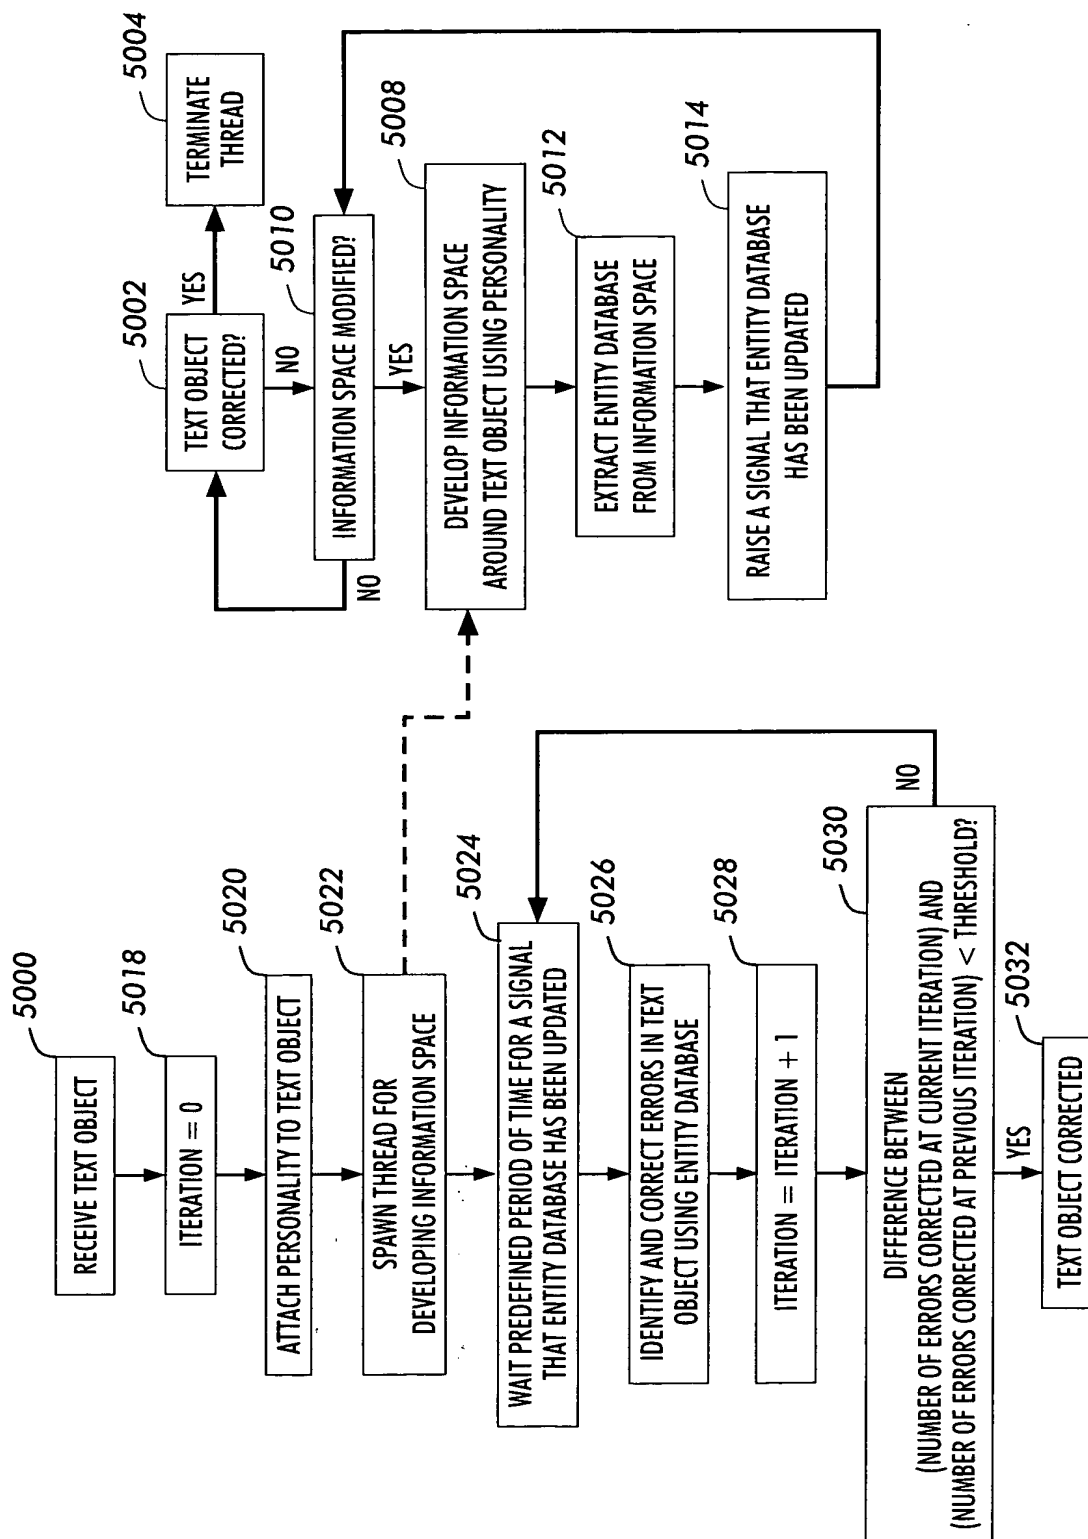 5000
RECEIVE TEXT OBJECT
5018
ITERATION = 0
5020
ATTACH PERSONALITY TO TEXT OBJECT
5022
SPAWN THREAD FOR
DEVELOPING INFORMATION SPACE
5024
WAIT PREDEFINED PERIOD OF TIME FOR A SIGNAL
THAT ENTITY DATABASE HAS BEEN UPDATED
5026
IDENTIFY AND CORRECT ERRORS IN TEXT
OBJECT USING ENTITY DATABASE
5028
ITERATION = ITERATION + 1
5030
DIFFERENCE BETWEEN
(NUMBER OF ERRORS CORRECTED AT CURRENT ITERATION) AND
(NUMBER OF ERRORS CORRECTED AT PREVIOUS ITERATION) < THRESHOLD?
NO
YES
5032
TEXT OBJECT CORRECTED
5002
TEXT OBJECT
CORRECTED?
YES
5004
TERMINATE
THREAD
NO
5010
INFORMATION SPACE MODIFIED?
NO
YES
5008
DEVELOP INFORMATION SPACE
AROUND TEXT OBJECT USING PERSONALITY
5012
EXTRACT ENTITY DATABASE
FROM INFORMATION SPACE
5014
RAISE A SIGNAL THAT ENTITY DATABASE
HAS BEEN UPDATED